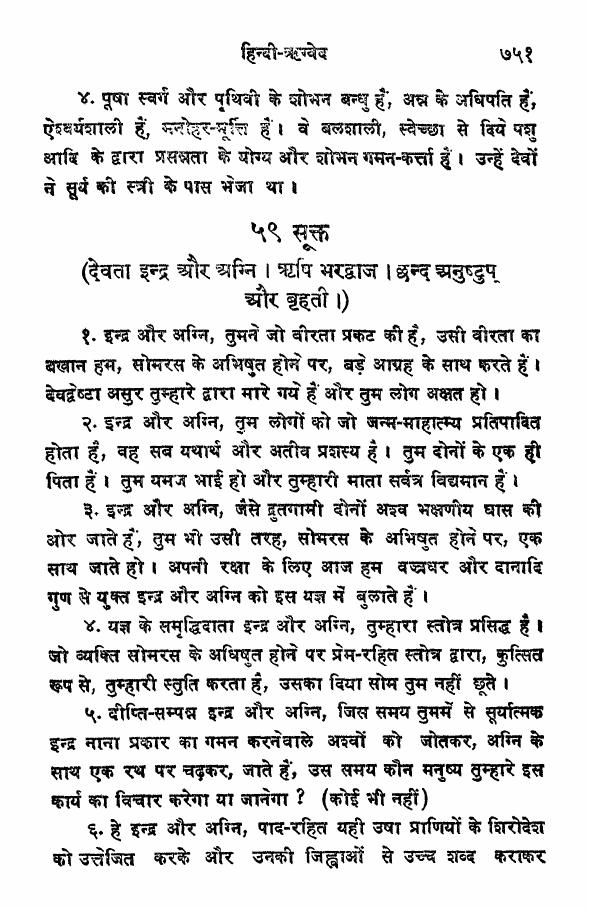 हिन्दी-ऋग्वेद ७५१
४. पूषा स्वर्ग और पृथिवी के शोभन बन्धु हैं, अन्न के अधिपति हैं,
ऐश्वर्यशाली हैं, मनोहर-मूर्त्ति हैं। वे बलशाली, स्वेच्छा से दिये पशु
आदि के द्वारा प्रसन्नता के योग्य और शोभन गमन-कर्त्ता हैं। उन्हें देवों
ने सूर्य की स्त्री के पास भेजा था।
५९ सूक्त
(देवता इन्द्र और अग्नि। ऋषि भरद्वाज। छन्द अनुष्टुप्
और बृहती।)
१. इन्द्र और अग्नि, तुमने जो वीरता प्रकट की है, उसी वीरता का
बखान हम, सोमरस के अभिषुत होने पर, बड़े आग्रह के साथ करते हैं।
देवद्वेष्टा असुर तुम्हारे द्वारा मारे गये हैं और तुम लोग अक्षत हो।
२. इन्द्र और अग्नि, तुम लोगों को जो जन्म-माहात्म्य प्रतिपादित
होता है, वह सब यथार्थ और अतीव प्रशस्य है। तुम दोनों के एक ही
पिता हैं। तुम यमज भाई हो और तुम्हारी माता सर्वत्र विद्यमान हैं।
३. इन्द्र और अग्नि, जैसे द्रुतगामी दोनों अश्व भक्षणीय घास की
ओर जाते हैं, तुम भी उसी तरह, सोमरस के अभिषुत होने पर, एक
साथ जाते हो। अपनी रक्षा के लिए आज हम वज्रधर और दानादि
गुण से युक्त इन्द्र और अग्नि को इस यज्ञ में बुलाते हैं।
४. यज्ञ के समृद्धिदाता इन्द्र और अग्नि, तुम्हारा स्तोत्र प्रसिद्ध है।
जो व्यक्ति सोमरस के अधिषुत होने पर प्रेम-रहित स्तोत्र द्वारा, कुत्सित
रूप से, तुम्हारी स्तुति करता है, उसका दिया सोम तुम नहीं छूते।
५. दीप्ति-सम्पन्न इन्द्र और अग्नि, जिस समय तुममें से सूर्यात्मक
इन्द्र नाना प्रकार का गमन करनेवाले अश्वों को जोतकर, अग्नि के
साथ एक रथ पर चढ़कर, जाते हैं, उस समय कौन मनुष्य तुम्हारे इस
कार्य का विचार करेगा या जानेगा ? (कोई भी नहीं)
६. हे इन्द्र और अग्नि, पाद-रहित यही उषा प्राणियों के शिरोदेश
को उत्तेजित करके और उनकी जिह्वाओं से उच्च शब्द कराकर